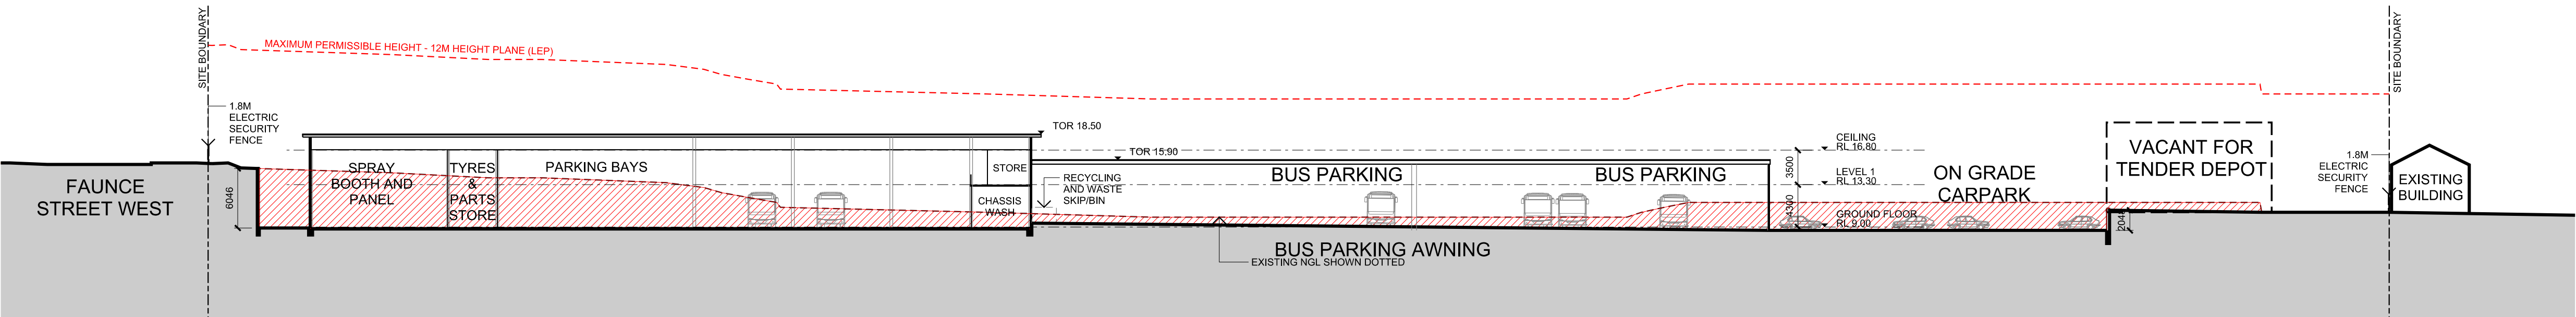 SITE BOUNDARY
MAXIMUM PERMISSIBLE HEIGHT - 12M HEIGHT PLANE (LEP)
SITE BOUNDARY
1.8M
ELECTRIC
SECURITY
FENCE
TOR 18.50
TOR 15.90
CEILING
RL 16.80
3500
LEVEL 1
RL 13.30
4300
GROUND FLOOR
RL 9.00
FAUNCE
STREET WEST
6046
SPRAY
BOOTH AND
PANEL
TYRES
&
PARTS
STORE
PARKING BAYS
STORE
CHASSIS
WASH
RECYCLING
AND WASTE
SKIP/BIN
BUS PARKING
BUS PARKING
ON GRADE
CARPARK
VACANT FOR
TENDER DEPOT
1.8M
ELECTRIC
SECURITY
FENCE
EXISTING
BUILDING
BUS PARKING AWNING
EXISTING NGL SHOWN DOTTED